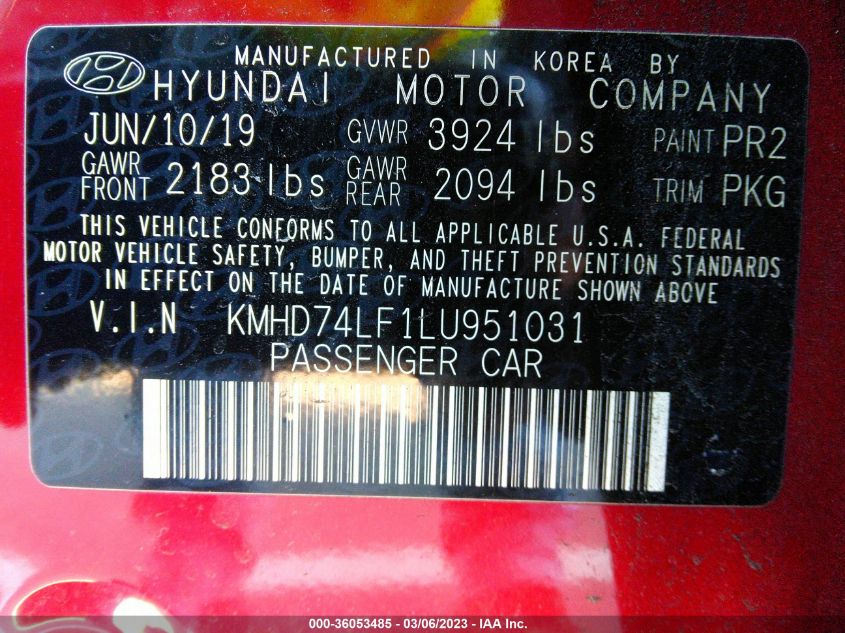 MANUFACTURED IN KOREA BY
HYUNDAI MOTOR COMPANY
JUN/10/19 GVWR 3924 lbs PAINT PR2
GAWR FRONT 2183 lbs GAWR REAR 2094 lbs TRIM PKG
THIS VEHICLE CONFORMS TO ALL APPLICABLE U.S.A. FEDERAL
MOTOR VEHICLE SAFETY, BUMPER, AND THEFT PREVENTION STANDARDS
IN EFFECT ON THE DATE OF MANUFACTURE SHOWN ABOVE
V.I.N KMHD74LF1LU951031
PASSENGER CAR
000-36053485 - 03/06/2023 - IAA Inc.